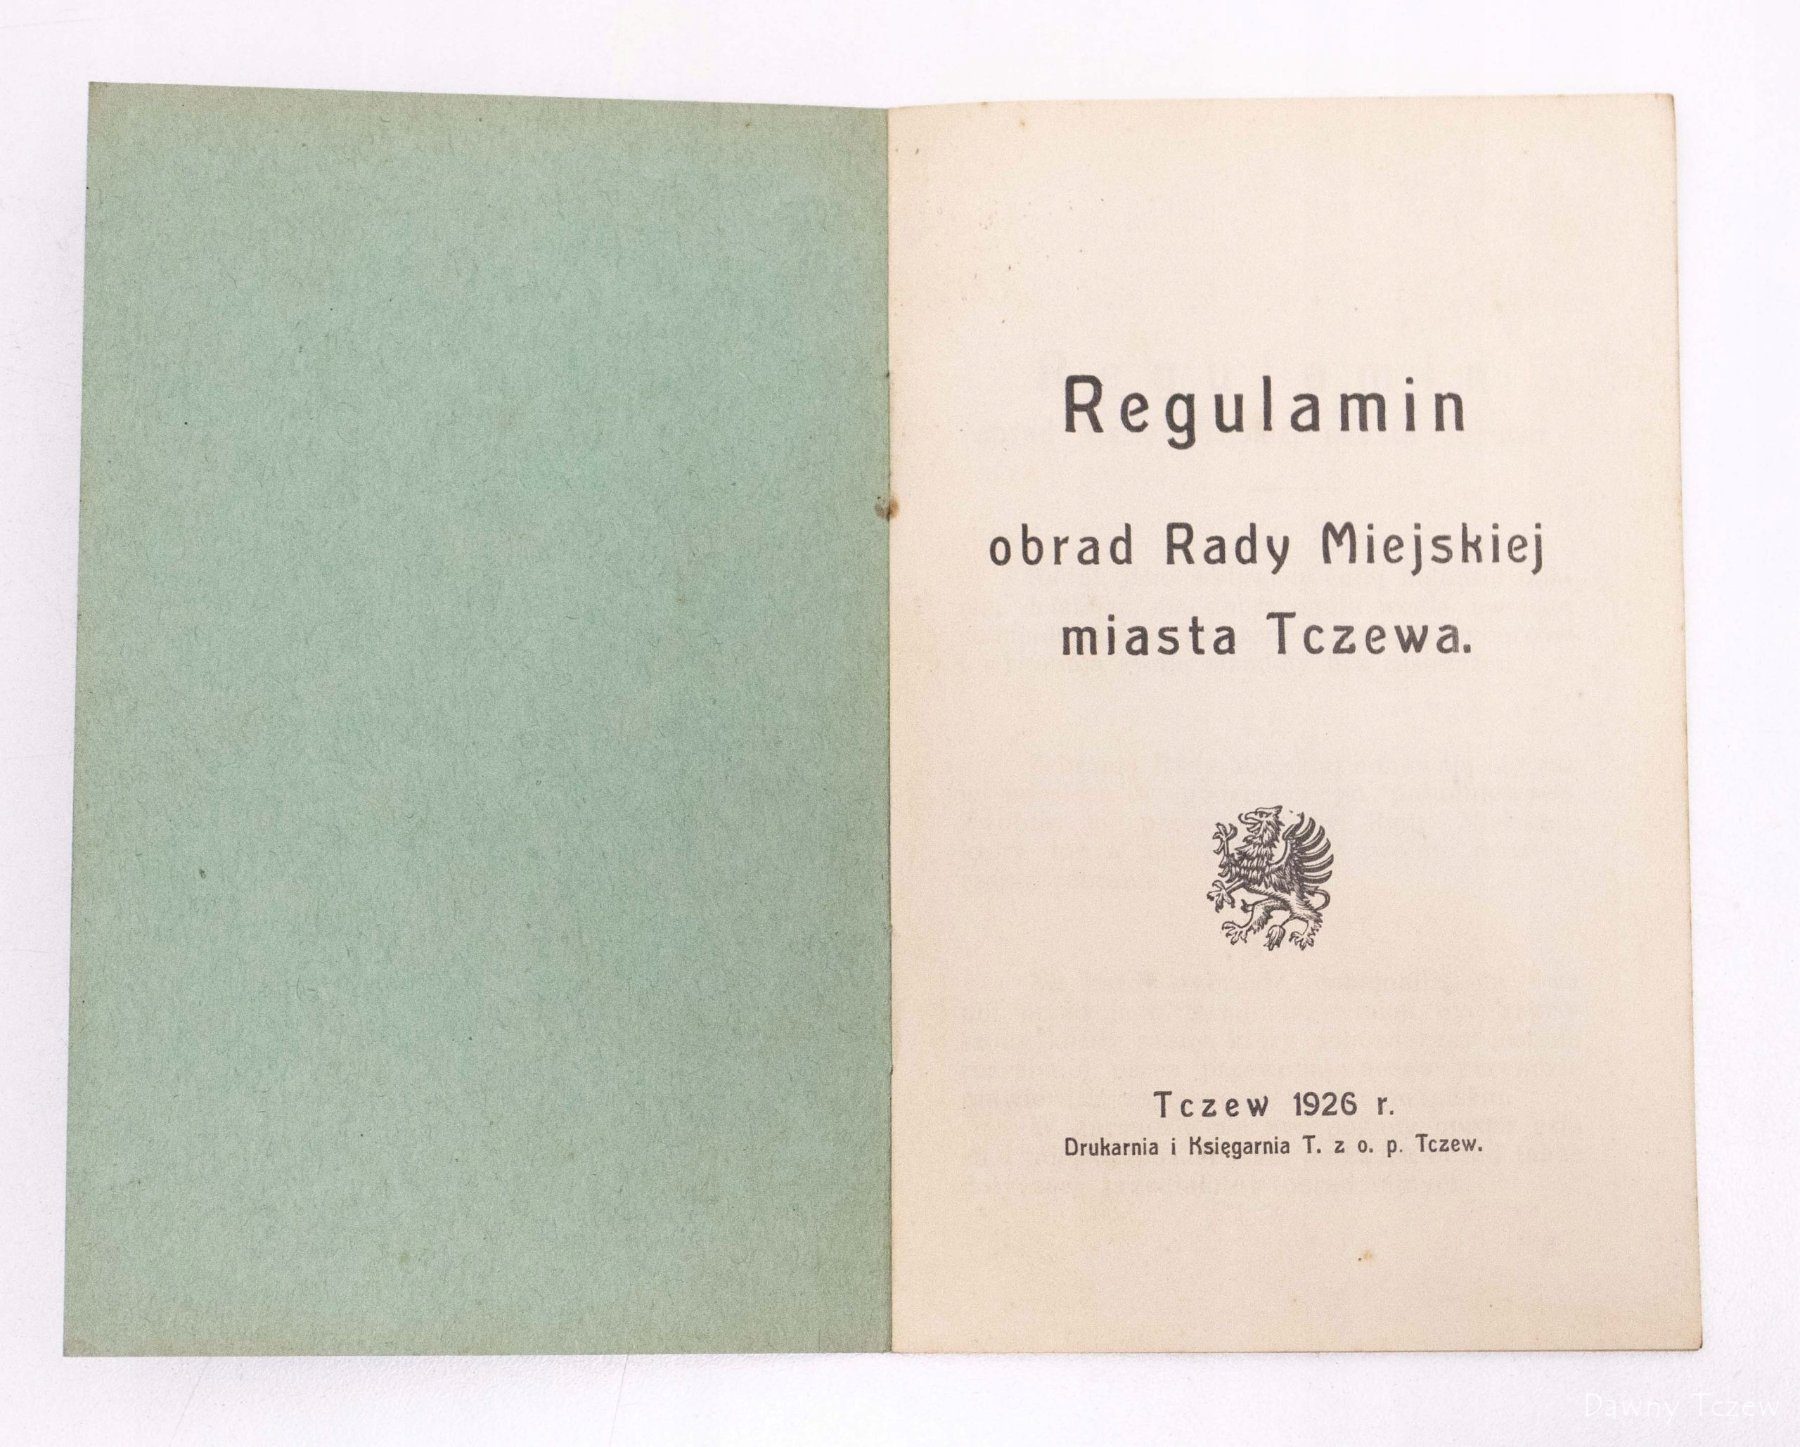 Regulamin
obrad Rady Miejskiej
miasta Tczewa.
Tczew 1926 r.
Drukarnia i Księgarnia T. z o. p. Tczew.
Dawny Tczew